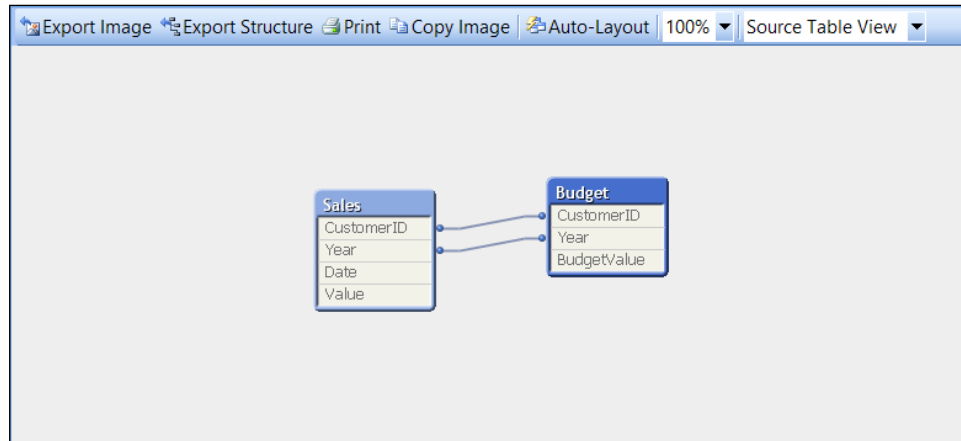 Export Image Export Structure Print Copy Image Auto-Layout 100% Source Table View
Sales
CustomerID
Year
Date
Value
Budget
CustomerID
Year
BudgetValue